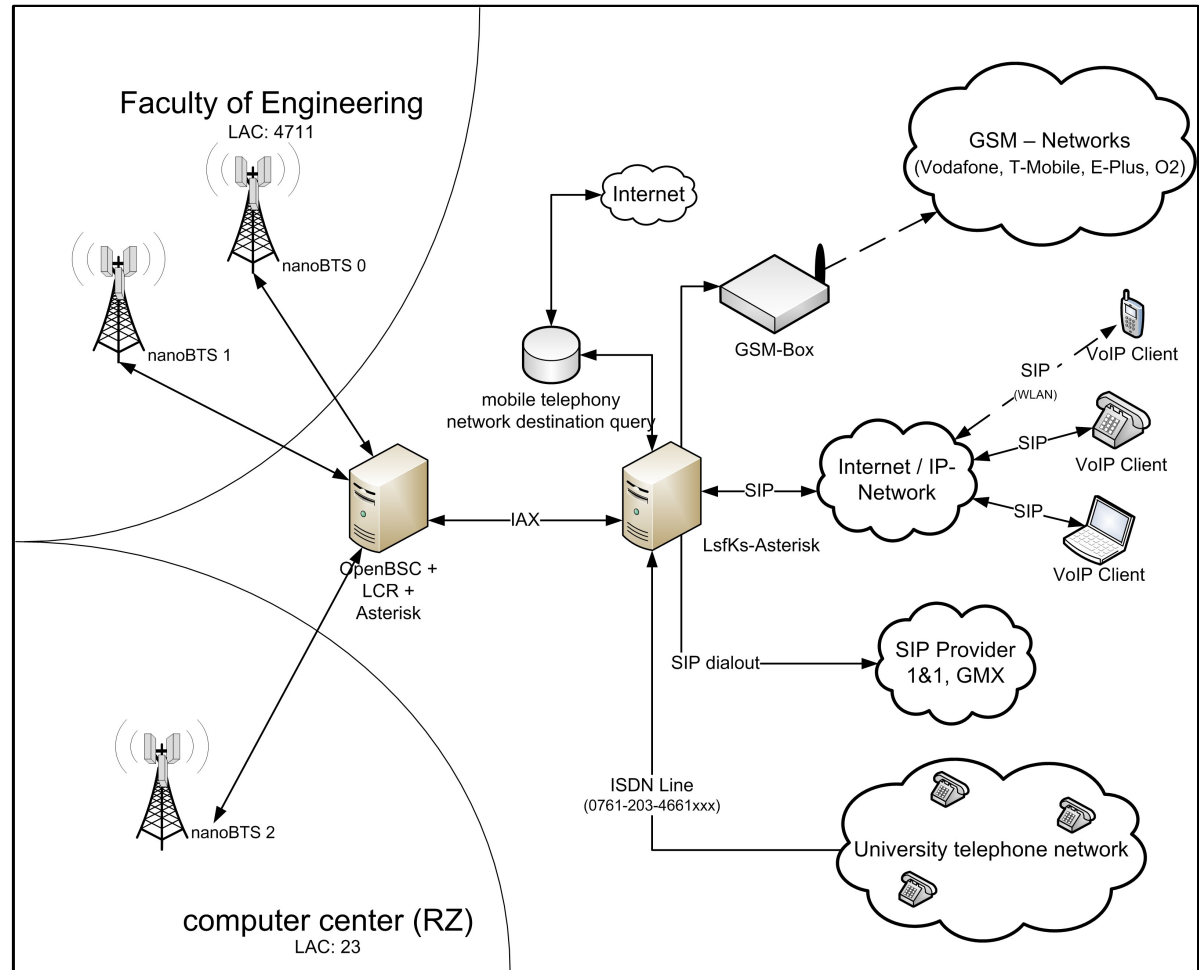 Faculty of Engineering
LAC: 4711
nanoBTS 0
nanoBTS 1
Internet
GSM – Networks
(Vodafone, T-Mobile, E-Plus, O2)
GSM-Box
mobile telephony
network destination query
VoIP Client
SIP
(WLAN)
SIP
VoIP Client
Internet / IP-
Network
SIP
SIP
VoIP Client
IAX
LsfKs-Asterisk
OpenBSC +
LCR +
Asterisk
SIP dialout
SIP Provider
1&1, GMX
ISDN Line
(0761-203-4661xxx)
University telephone network
nanoBTS 2
computer center (RZ)
LAC: 23